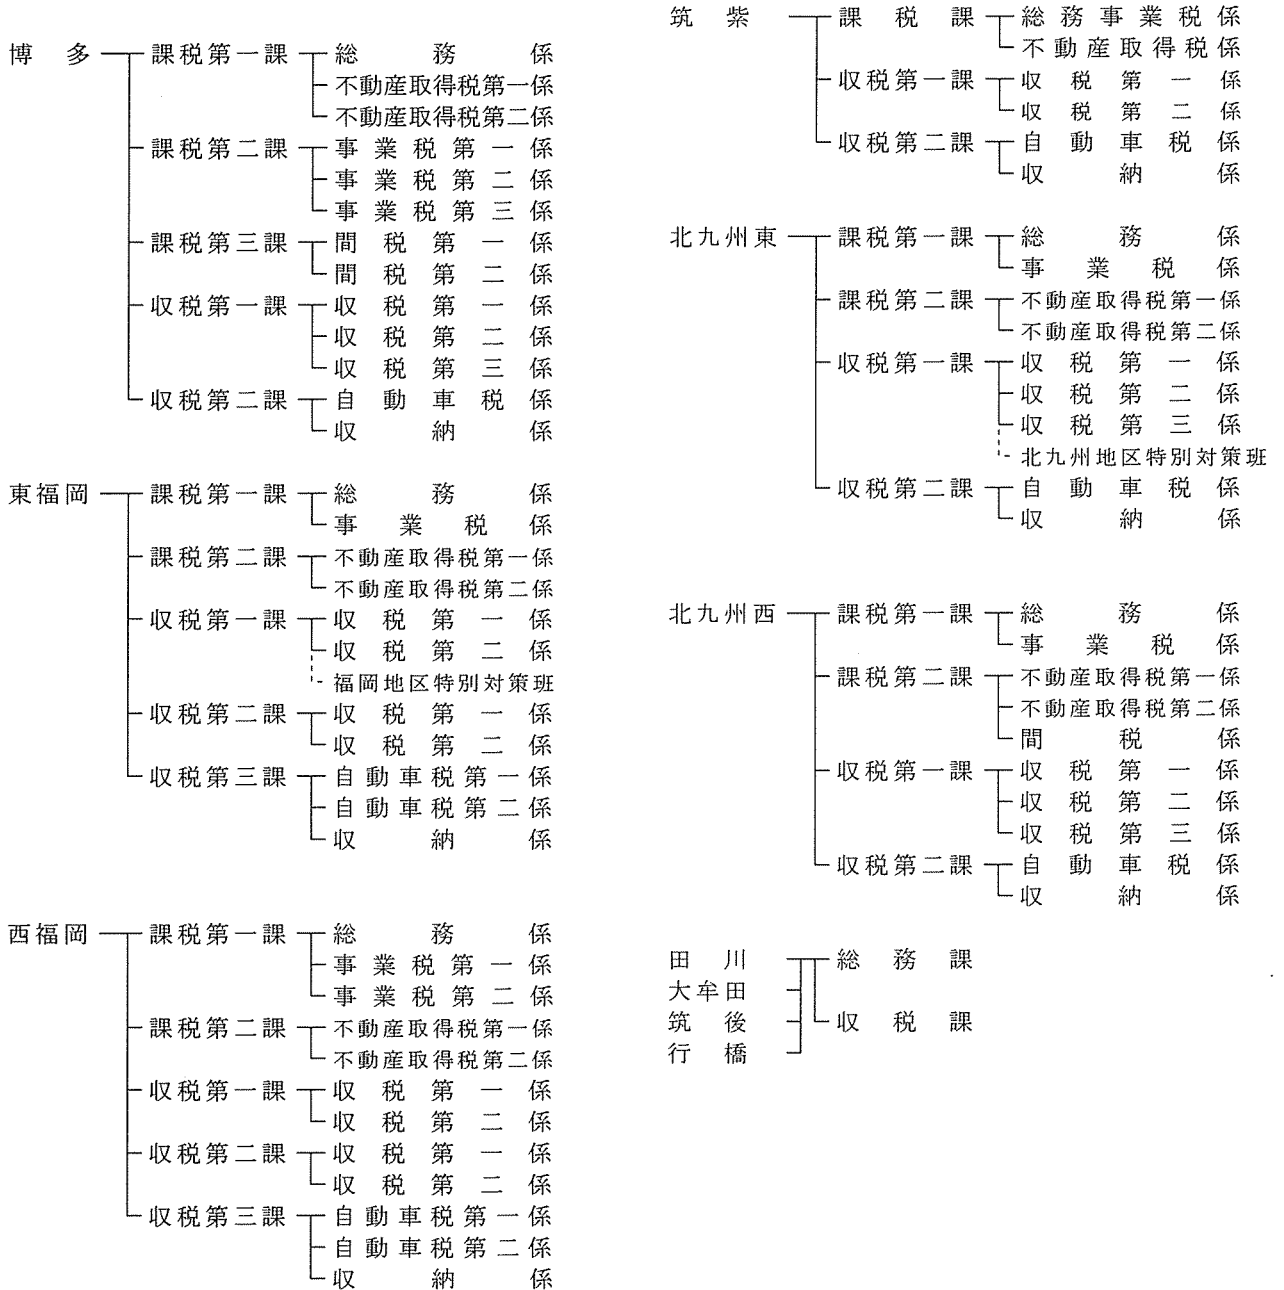 博多 課税第一課 総務係
不動産取得税第一係
不動産取得税第二係
課税第二課 事業税第一係
事業税第二係
事業税第三係
課税第三課 間税第一係
間税第二係
収税第一課 収税第一係
収税第二係
収税第三係
収税第二課 自動車税係
収納係
東福岡 課税第一課 総務係
事業税係
課税第二課 不動産取得税第一係
不動産取得税第二係
収税第一課 収税第一係
収税第二係
福岡地区特別対策班
収税第二課 収税第一係
収税第二係
収税第三課 自動車税第一係
自動車税第二係
収納係
西福岡 課税第一課 総務係
事業税第一係
事業税第二係
課税第二課 不動産取得税第一係
不動産取得税第二係
収税第一課 収税第一係
収税第二係
収税第二課 収税第一係
収税第二係
収税第三課 自動車税第一係
自動車税第二係
収納係
筑紫 課税課 総務事業税係
不動産取得税係
収税第一課 収税第一係
収税第二係
収税第二課 自動車税係
収納係
北九州東 課税第一課 総務係
事業税係
課税第二課 不動産取得税第一係
不動産取得税第二係
収税第一課 収税第一係
収税第二係
収税第三係
北九州地区特別対策班
収税第二課 自動車税係
収納係
北九州西 課税第一課 総務係
事業税係
課税第二課 不動産取得税第一係
不動産取得税第二係
間税係
収税第一課 収税第一係
収税第二係
収税第三係
収税第二課 自動車税係
収納係
田川 総務課
大牟田
筑後 収税課
行橋